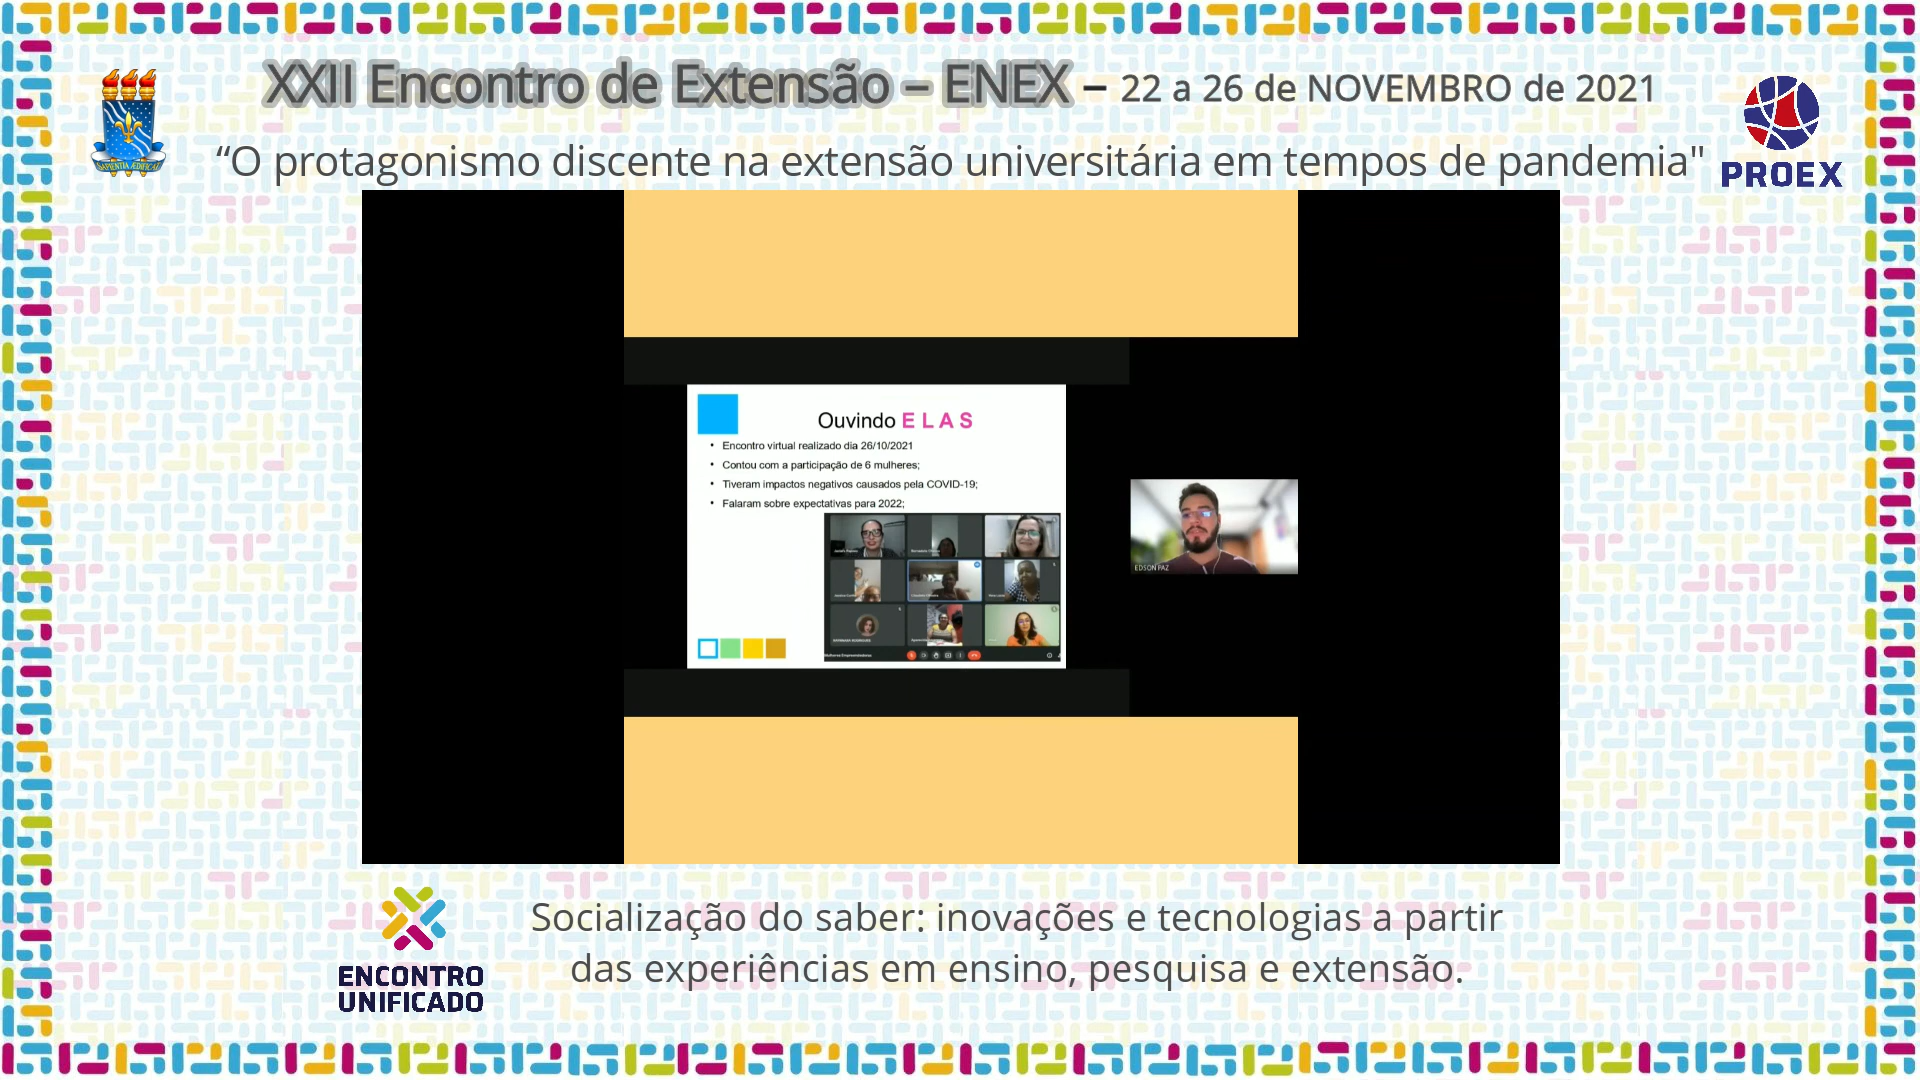 XXII Encontro de Extensão – ENEX – 22 a 26 de NOVEMBRO de 2021
“O protagonismo discente na extensão universitária em tempos de pandemia"
PROEX
Ouvindo E L A S
• Encontro virtual realizado dia 26/10/2021
• Contou com a participação de 6 mulheres;
• Tiveram impactos negativos causados pela COVID-19;
• Falaram sobre expectativas para 2022;
EDSON PAZ
Socialização do saber: inovações e tecnologias a partir
das experiências em ensino, pesquisa e extensão.
ENCONTRO
UNIFICADO